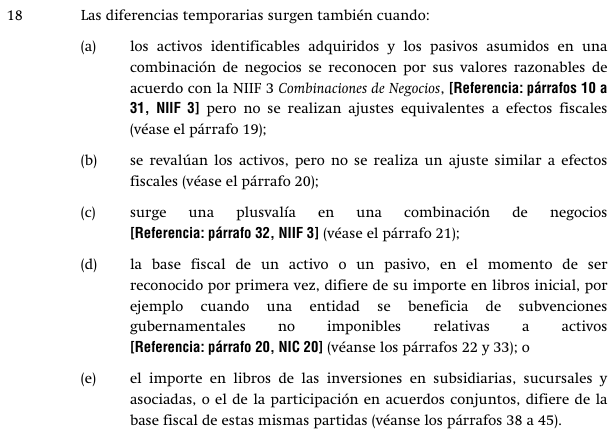 18 Las diferencias temporarias surgen también cuando:
(a) los activos identificables adquiridos y los pasivos asumidos en una
combinación de negocios se reconocen por sus valores razonables de
acuerdo con la NIIF 3 Combinaciones de Negocios, [Referencia: párrafos 10 a
31, NIIF 3] pero no se realizan ajustes equivalentes a efectos fiscales
(véase el párrafo 19);
(b) se revalúan los activos, pero no se realiza un ajuste similar a efectos
fiscales (véase el párrafo 20);
(c) surge una plusvalía en una combinación de negocios
[Referencia: párrafo 32, NIIF 3] (véase el párrafo 21);
(d) la base fiscal de un activo o un pasivo, en el momento de ser
reconocido por primera vez, difiere de su importe en libros inicial, por
ejemplo cuando una entidad se beneficia de subvenciones
gubernamentales no imponibles relativas a activos
[Referencia: párrafo 20, NIC 20] (véanse los párrafos 22 y 33); o
(e) el importe en libros de las inversiones en subsidiarias, sucursales y
asociadas, o el de la participación en acuerdos conjuntos, difiere de la
base fiscal de estas mismas partidas (véanse los párrafos 38 a 45).